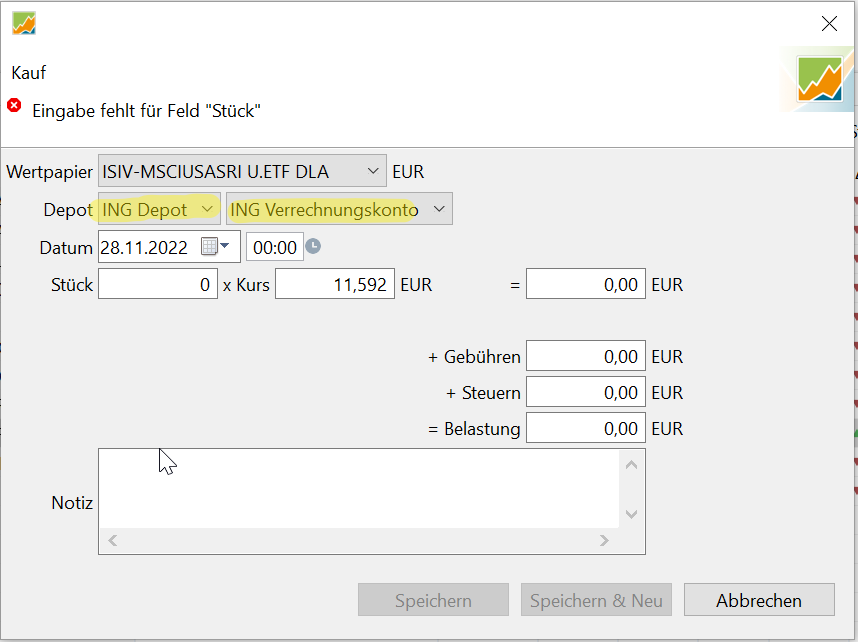 Kauf
Eingabe fehlt für Feld "Stück"
Wertpapier ISIV-MSCIUSASRI U.ETF DLA EUR
Depot ING Depot ING Verrechnungskonto
Datum 28.11.2022 00:00
Stück 0 x Kurs 11,592 EUR = 0,00 EUR
+ Gebühren 0,00 EUR
+ Steuern 0,00 EUR
= Belastung 0,00 EUR
Notiz
Speichern Speichern & Neu Abbrechen